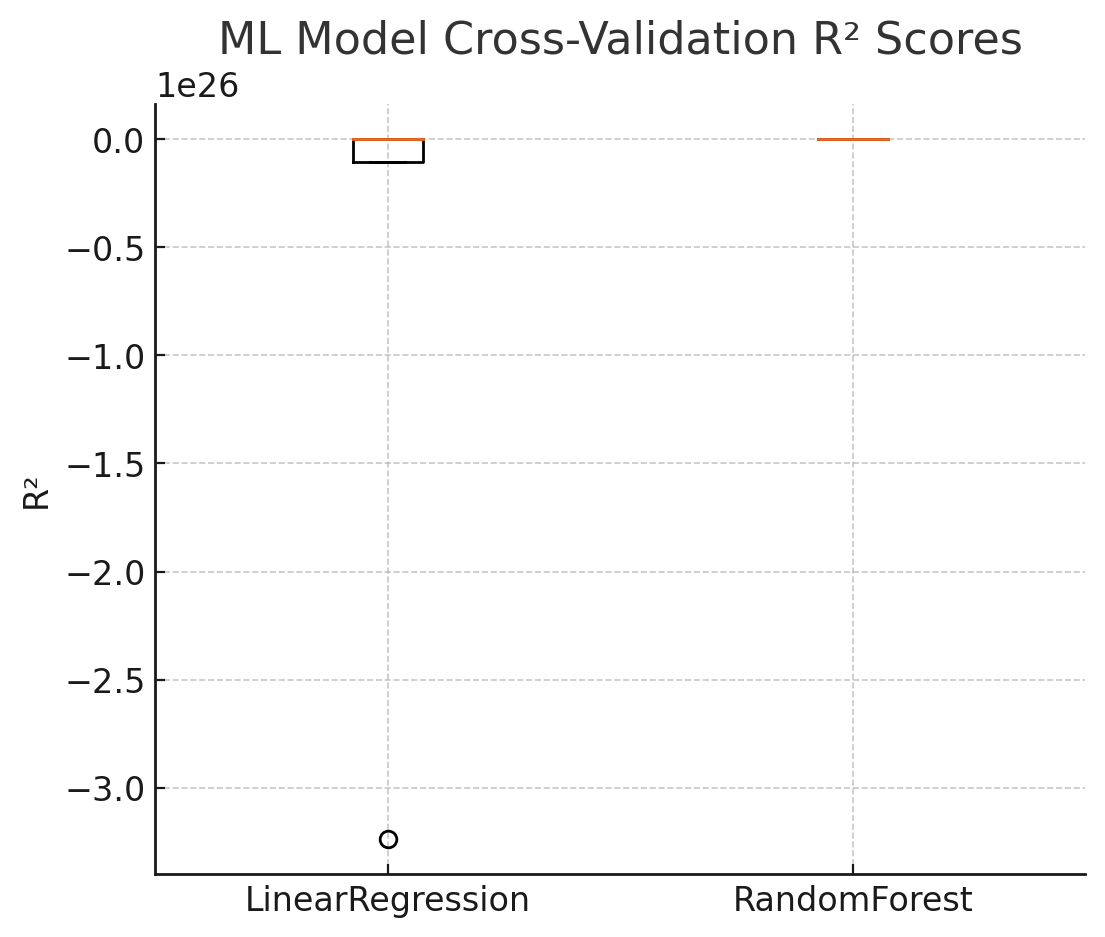 ML Model Cross-Validation R² Scores
1e26
0.0
−0.5
−1.0
−1.5
−2.0
−2.5
−3.0
R²
LinearRegression
RandomForest